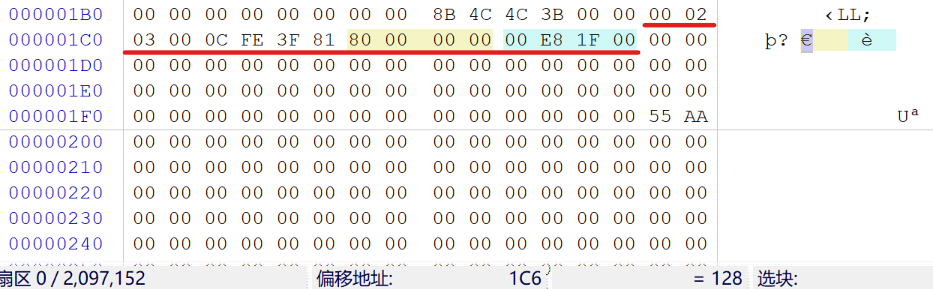 000001B0 00 00 00 00 00 00 00 00 8B 4C 4C 3B 00 00 00 02 ‹LL;
000001C0 03 00 0C FE 3F 81 80 00 00 00 00 E8 1F 00 00 00 þ? € è
000001D0 00 00 00 00 00 00 00 00 00 00 00 00 00 00 00 00
000001E0 00 00 00 00 00 00 00 00 00 00 00 00 00 00 00 00
000001F0 00 00 00 00 00 00 00 00 00 00 00 00 00 00 55 AA Uª
00000200 00 00 00 00 00 00 00 00 00 00 00 00 00 00 00 00
00000210 00 00 00 00 00 00 00 00 00 00 00 00 00 00 00 00
00000220 00 00 00 00 00 00 00 00 00 00 00 00 00 00 00 00
00000230 00 00 00 00 00 00 00 00 00 00 00 00 00 00 00 00
00000240 00 00 00 00 00 00 00 00 00 00 00 00 00 00 00 00
扇区 0 / 2,097,152 偏移地址: 1C6 = 128 选块: